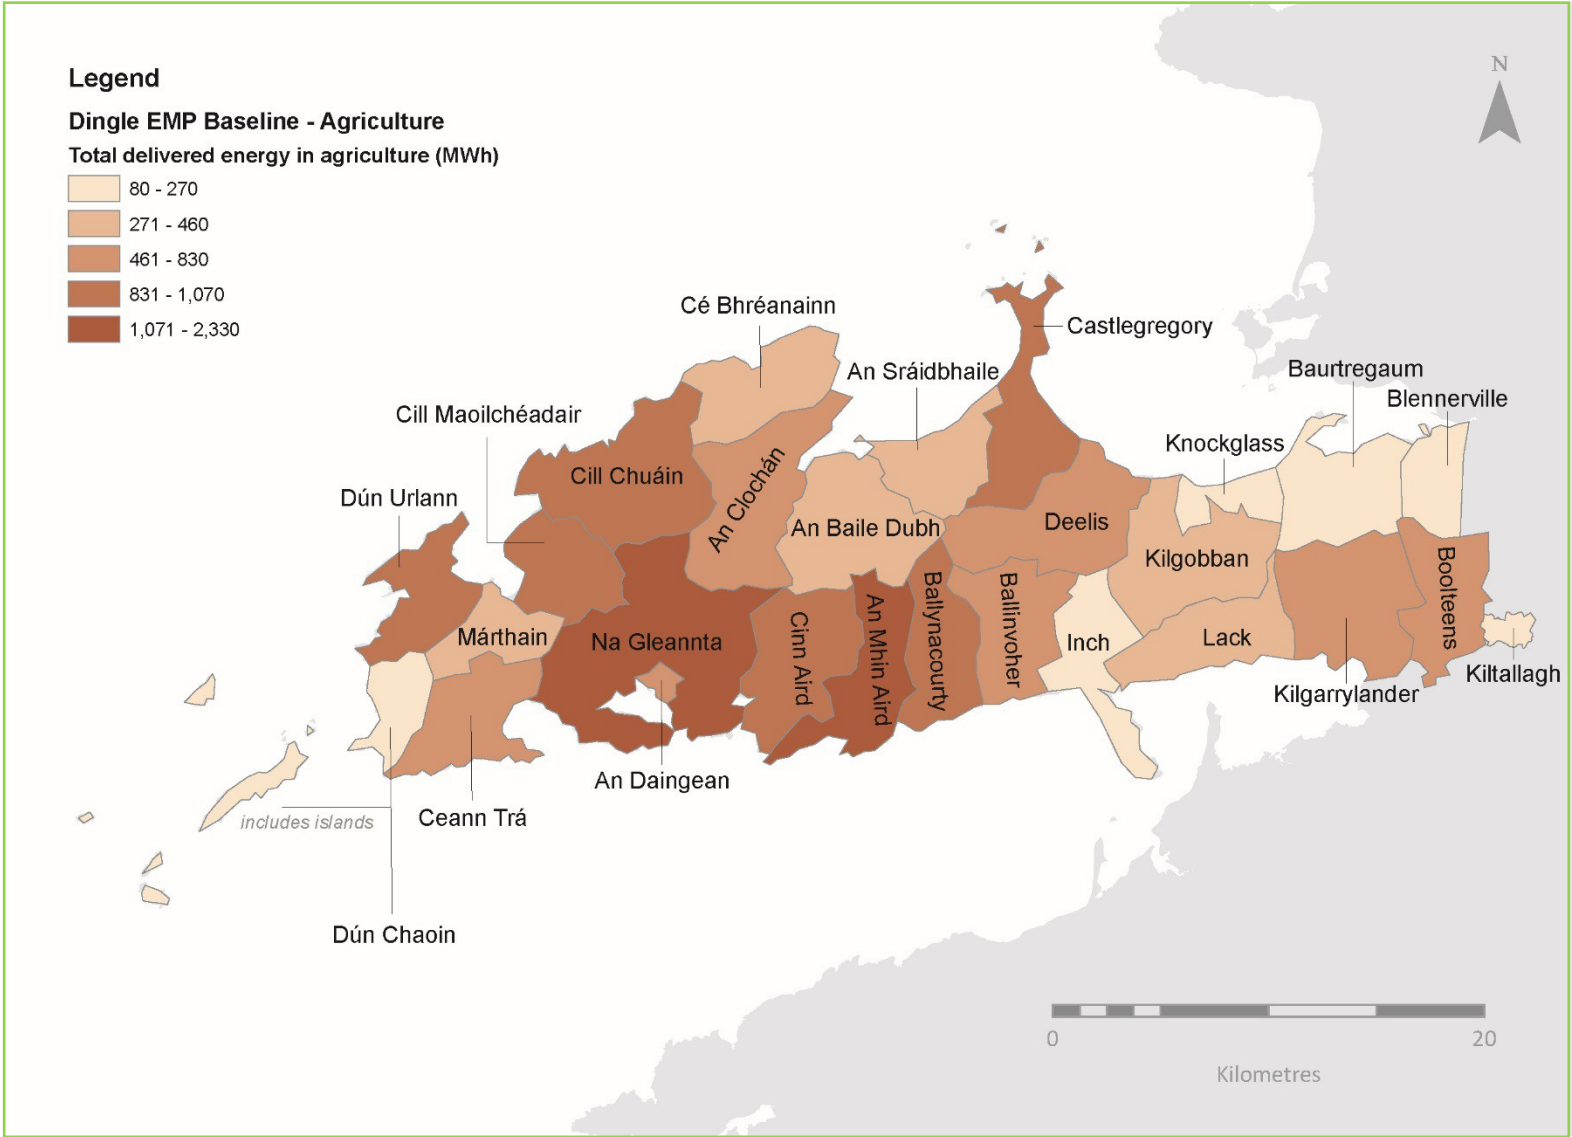 Legend
Dingle EMP Baseline - Agriculture
Total delivered energy in agriculture (MWh)
80 - 270
271 - 460
461 - 830
831 - 1,070
1,071 - 2,330
N
Cé Bhréanainn
Castlegregory
An Sráidbhaile
Baurtregaum
Blennerville
Cill Maoilchéadair
Knockglass
Cill Chuáin
Dún Urlann
An Clochán
An Baile Dubh
Deelis
Kilgobban
Boolteens
Márthain
Na Gleannta
Cinn Aird
An Mhin Aird
Ballynacourty
Ballinvoher
Inch
Lack
Kiltallagh
Kilgarrylander
An Daingean
Ceann Trá
includes islands
Dún Chaoin
0
20
Kilometres